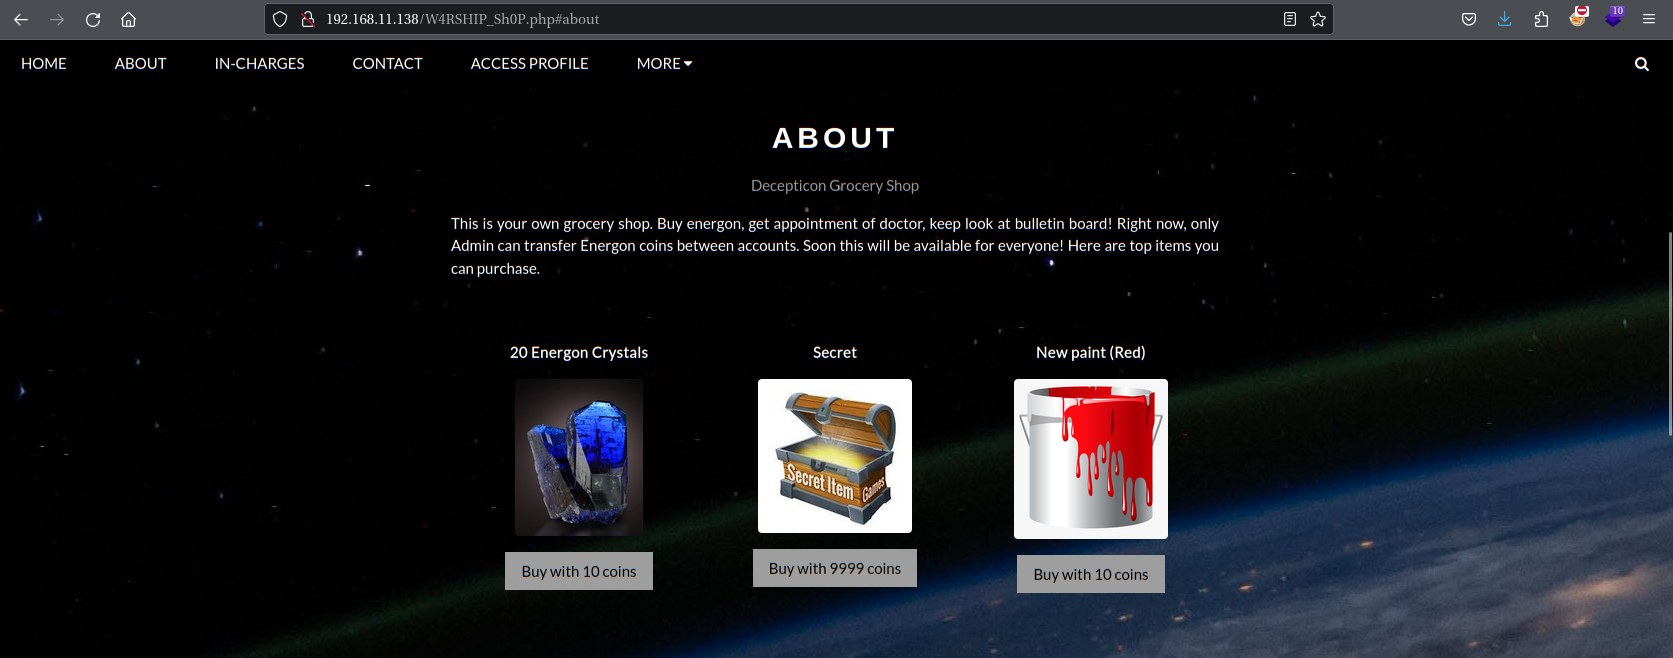 192.168.11.138/W4RSHIP_Sh0P.php#about
10
HOME ABOUT IN-CHARGES CONTACT ACCESS PROFILE MORE
ABOUT
Decepticon Grocery Shop
This is your own grocery shop. Buy energon, get appointment of doctor, keep look at bulletin board! Right now, only
Admin can transfer Energon coins between accounts. Soon this will be available for everyone! Here are top items you
can purchase.
20 Energon Crystals
Secret
New paint (Red)
Secret Item
Games
Buy with 10 coins
Buy with 9999 coins
Buy with 10 coins